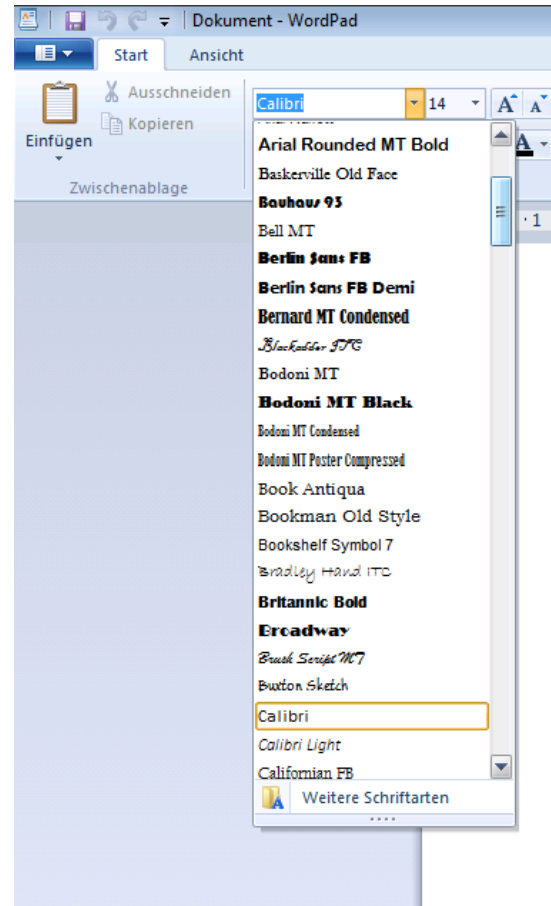 Dokument - WordPad
Start Ansicht
Ausschneiden
Kopieren
Einfügen
Zwischenablage
Calibri 14 A A
A
1
Arial Rounded MT Bold
Baskerville Old Face
Bauhaus 93
Bell MT
Berlin Sans FB
Berlin Sans FB Demi
Bernard MT Condensed
Blackadder ITC
Bodoni MT
Bodoni MT Black
Bodoni MT Condensed
Bodoni MT Poster Compressed
Book Antiqua
Bookman Old Style
Bookshelf Symbol 7
Bradley Hand ITC
Britannic Bold
Broadway
Brush Script MT
Buxton Sketch
Calibri
Calibri Light
Californian FB
Weitere Schriftarten